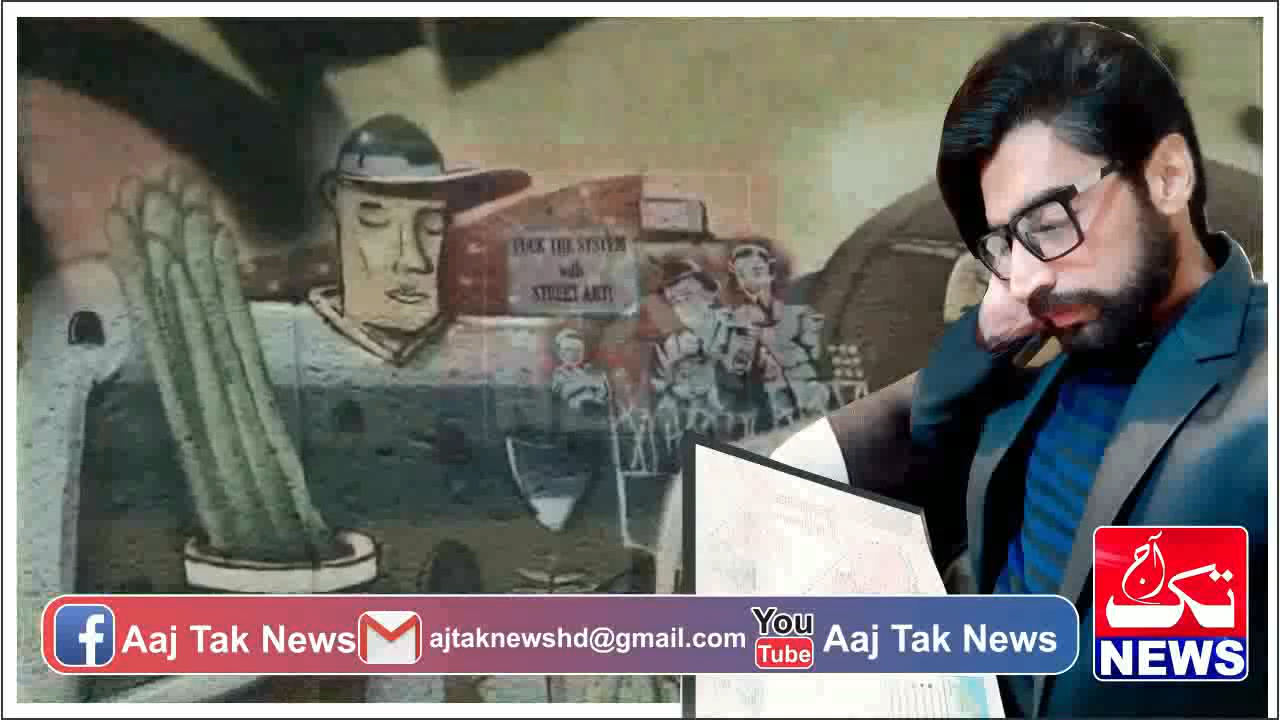 FUCK THE SYSTEM
with
STREET ART!
Aaj Tak News
ajtaknewshd@gmail.com
You
Tube
Aaj Tak News
آج
تک
NEWS